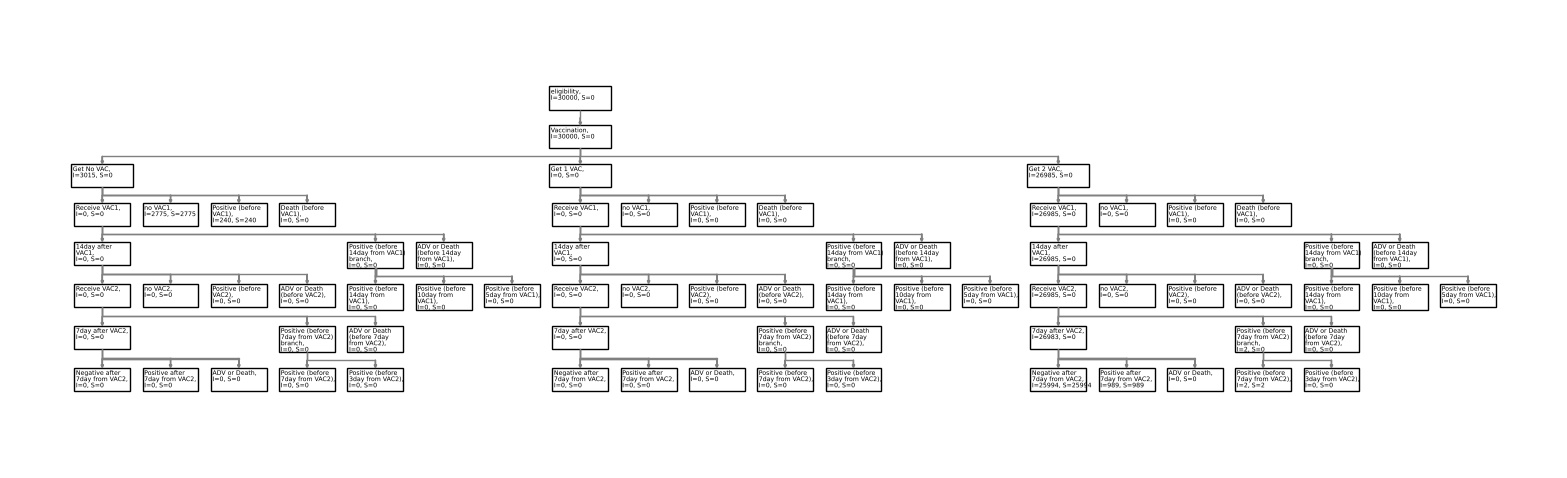 eligibility,
I=30000, S=0
Vaccination,
I=30000, S=0
Get No VAC,
I=3015, S=0
Get 1 VAC,
I=0, S=0
Get 2 VAC,
I=26985, S=0
Receive VAC1,
I=0, S=0
no VAC1,
I=2775, S=2775
Positive (before
VAC1),
I=240, S=240
Death (before
VAC1),
I=0, S=0
Receive VAC1,
I=0, S=0
no VAC1,
I=0, S=0
Positive (before
VAC1),
I=0, S=0
Death (before
VAC1),
I=0, S=0
Receive VAC1,
I=26985, S=0
no VAC1,
I=0, S=0
Positive (before
VAC1),
I=0, S=0
Death (before
VAC1),
I=0, S=0
14day after
VAC1,
I=0, S=0
Positive (before
14day from VAC1)
branch,
I=0, S=0
ADV or Death
(before 14day
from VAC1),
I=0, S=0
14day after
VAC1,
I=0, S=0
Positive (before
14day from VAC1)
branch,
I=0, S=0
ADV or Death
(before 14day
from VAC1),
I=0, S=0
14day after
VAC1,
I=26985, S=0
Positive (before
14day from VAC1)
branch,
I=0, S=0
ADV or Death
(before 14day
from VAC1),
I=0, S=0
Receive VAC2,
I=0, S=0
no VAC2,
I=0, S=0
Positive (before
VAC2),
I=0, S=0
ADV or Death
(before VAC2),
I=0, S=0
Positive (before
14day from
VAC1),
I=0, S=0
Positive (before
10day from
VAC1),
I=0, S=0
Positive (before
5day from VAC1),
I=0, S=0
Receive VAC2,
I=0, S=0
no VAC2,
I=0, S=0
Positive (before
VAC2),
I=0, S=0
ADV or Death
(before VAC2),
I=0, S=0
Positive (before
14day from
VAC1),
I=0, S=0
Positive (before
10day from
VAC1),
I=0, S=0
Positive (before
5day from VAC1),
I=0, S=0
Receive VAC2,
I=26985, S=0
no VAC2,
I=0, S=0
Positive (before
VAC2),
I=0, S=0
ADV or Death
(before VAC2),
I=0, S=0
Positive (before
14day from
VAC1),
I=0, S=0
Positive (before
10day from
VAC1),
I=0, S=0
Positive (before
5day from VAC1),
I=0, S=0
7day after VAC2,
I=0, S=0
Positive (before
7day from VAC2)
branch,
I=0, S=0
ADV or Death
(before 7day
from VAC2),
I=0, S=0
7day after VAC2,
I=0, S=0
Positive (before
7day from VAC2)
branch,
I=0, S=0
ADV or Death
(before 7day
from VAC2),
I=0, S=0
7day after VAC2,
I=26983, S=0
Positive (before
7day from VAC2)
branch,
I=2, S=0
ADV or Death
(before 7day
from VAC2),
I=0, S=0
Negative after
7day from VAC2,
I=0, S=0
Positive after
7day from VAC2,
I=0, S=0
ADV or Death,
I=0, S=0
Positive (before
7day from VAC2),
I=0, S=0
Positive (before
3day from VAC2),
I=0, S=0
Negative after
7day from VAC2,
I=0, S=0
Positive after
7day from VAC2,
I=0, S=0
ADV or Death,
I=0, S=0
Positive (before
7day from VAC2),
I=0, S=0
Positive (before
3day from VAC2),
I=0, S=0
Negative after
7day from VAC2,
I=25994, S=25994
Positive after
7day from VAC2,
I=989, S=989
ADV or Death,
I=0, S=0
Positive (before
7day from VAC2),
I=2, S=2
Positive (before
3day from VAC2),
I=0, S=0